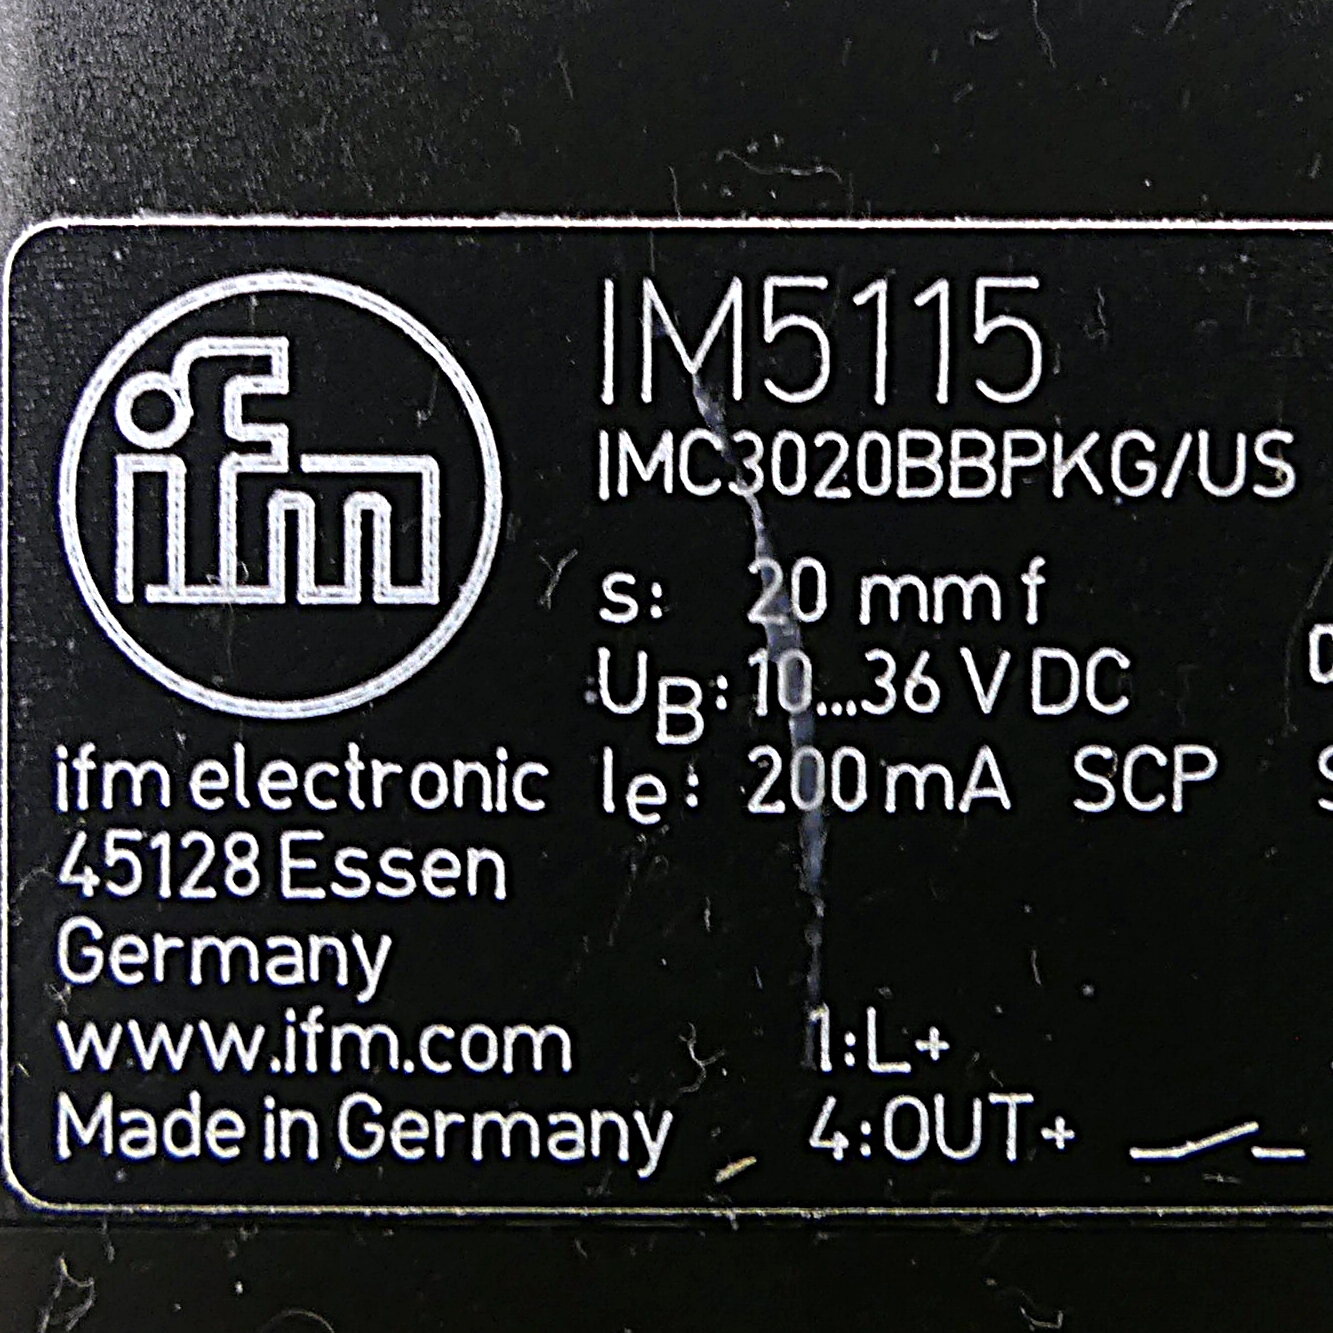 ifm
IM5115
IMC3020BBPKG/US
s: 20 mm f
UB: 10...36 V DC
Ie: 200 mA SCP
ifm electronic
45128 Essen
Germany
www.ifm.com
Made in Germany
1:L+
4:OUT+